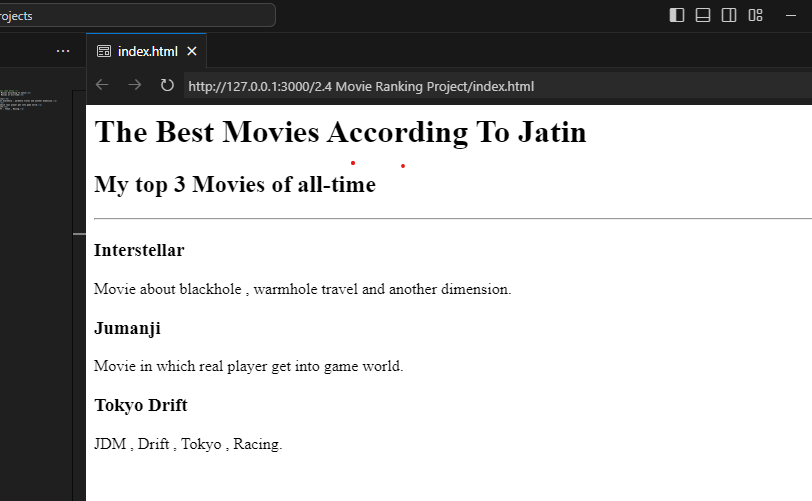 rojects
index.html
http://127.0.0.1:3000/2.4 Movie Ranking Project/index.html
The Best Movies According To Jatin
My top 3 Movies of all-time
Interstellar
Movie about blackhole , warmhole travel and another dimension.
Jumanji
Movie in which real player get into game world.
Tokyo Drift
JDM , Drift , Tokyo , Racing.